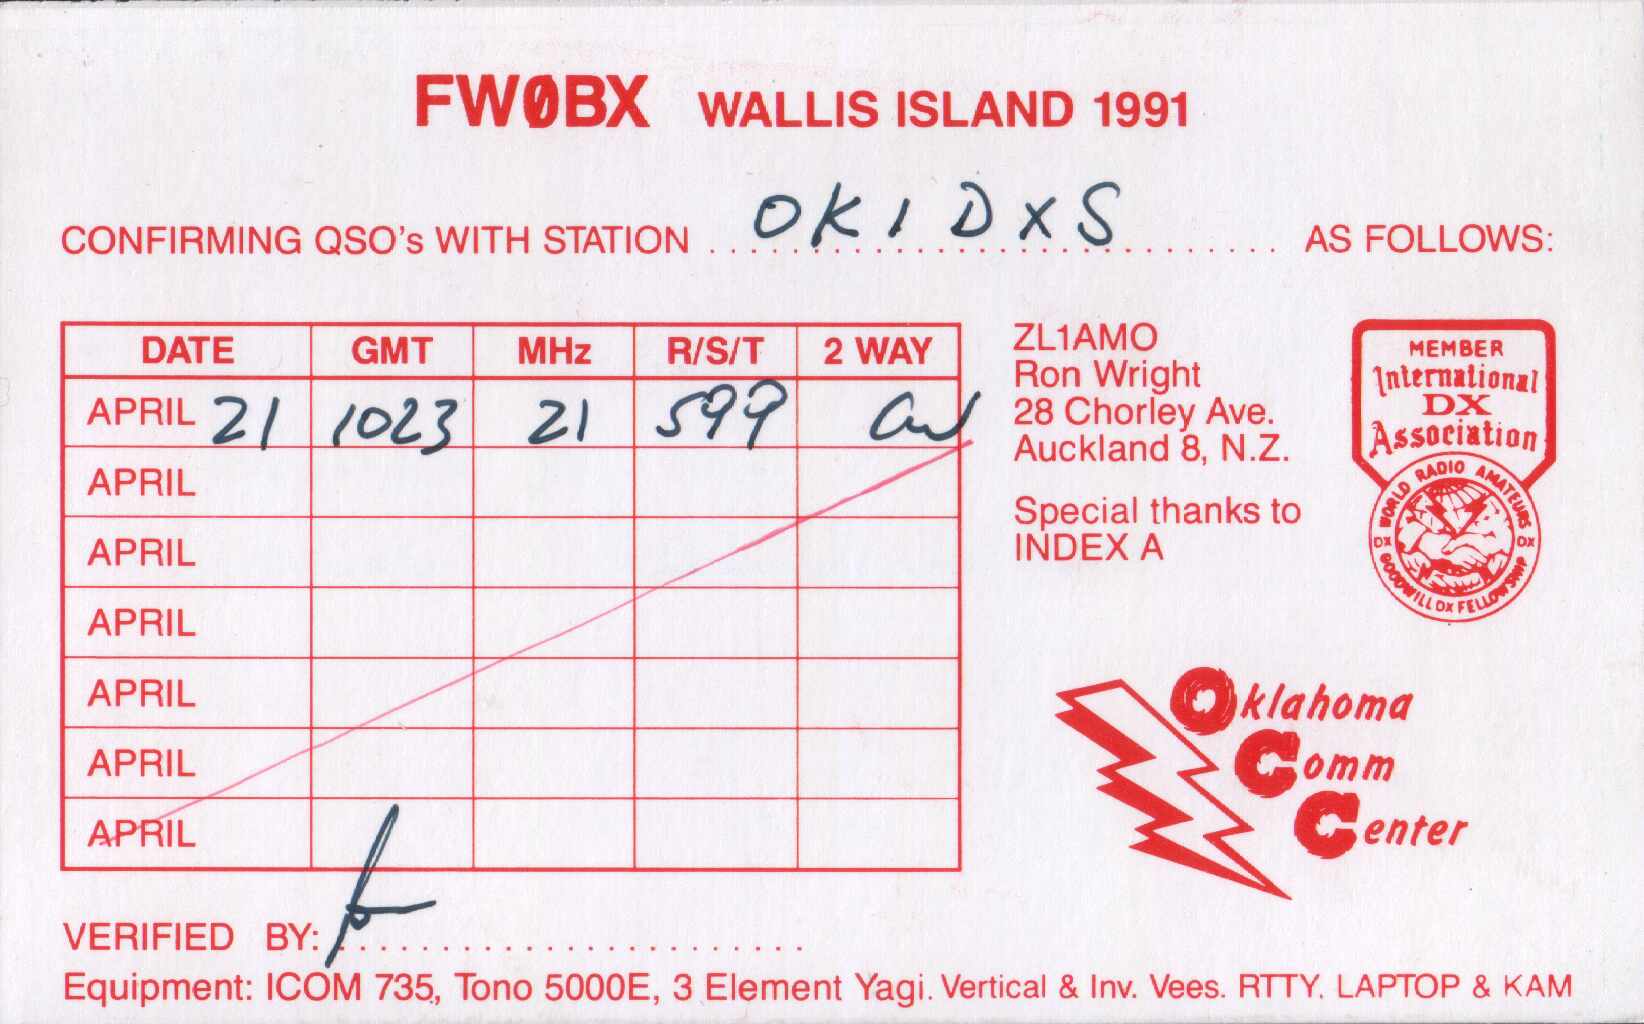 FWØBX WALLIS ISLAND 1991
CONFIRMING QSO's WITH STATION OK1DXS AS FOLLOWS:
DATE GMT MHz R/S/T 2 WAY
APRIL 21 1023 21 599 CW
APRIL
APRIL
APRIL
APRIL
APRIL
APRIL
ZL1AMO
Ron Wright
28 Chorley Ave.
Auckland 8, N.Z.
Special thanks to
INDEX A
MEMBER
International
DX
Association
WORLD RADIO AMATEURS
DX DX
GOODWILL DX FELLOWSHIP
Oklahoma
Comm
Center
VERIFIED BY:
Equipment: ICOM 735, Tono 5000E, 3 Element Yagi. Vertical & Inv. Vees. RTTY. LAPTOP & KAM